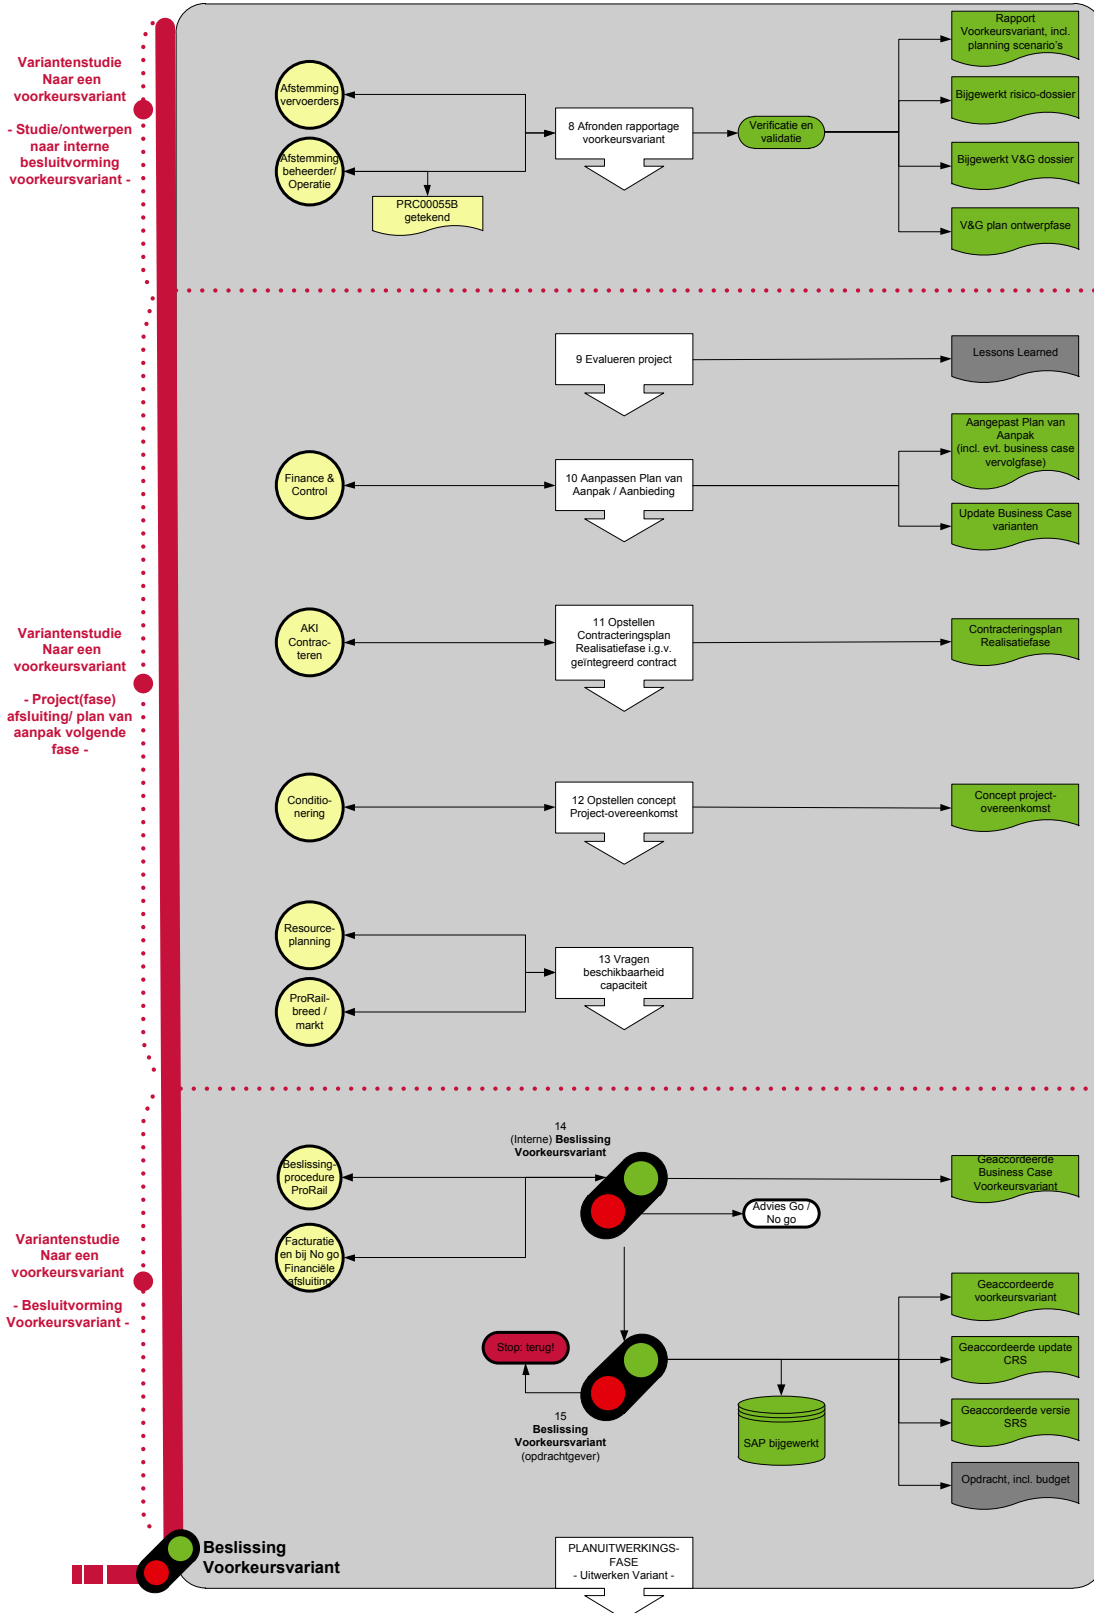 Variantenstudie
Naar een
voorkeursvariant
- Studie/ontwerpen
naar interne
besluitvorming
voorkeursvariant -
Afstemming
vervoerders
Afstemming
beheerder/
Operatie
PRC00055B
getekend
8 Afronden rapportage
voorkeursvariant
Verificatie en
validatie
Rapport
Voorkeursvariant, incl.
planning scenario's
Bijgewerkt risico-dossier
Bijgewerkt V&G dossier
V&G plan ontwerpfase
Variantenstudie
Naar een
voorkeursvariant
- Project(fase)
afsluiting/ plan van
aanpak volgende
fase -
9 Evalueren project
Lessons Learned
Finance &
Control
10 Aanpassen Plan van
Aanpak / Aanbieding
Aangepast Plan van
Aanpak
(incl. evt. business case
vervolgfase)
Update Business Case
varianten
AKI
Contrac-
teren
11 Opstellen
Contracteringsplan
Realisatiefase i.g.v.
geïntegreerd contract
Contracteringsplan
Realisatiefase
Conditio-
nering
12 Opstellen concept
Project-overeenkomst
Concept project-
overeenkomst
Resource-
planning
ProRail-
breed /
markt
13 Vragen
beschikbaarheid
capaciteit
Variantenstudie
Naar een
voorkeursvariant
- Besluitvorming
Voorkeursvariant -
14
(Interne) Beslissing
Voorkeursvariant
Beslissing-
procedure
ProRail
Facturatie
en bij No go
Financiële
afsluiting
Advies Go /
No go
Geaccordeerde
Business Case
Voorkeursvariant
Stop: terug!
15
Beslissing
Voorkeursvariant
(opdrachtgever)
SAP bijgewerkt
Geaccordeerde
voorkeursvariant
Geaccordeerde update
CRS
Geaccordeerde versie
SRS
Opdracht, incl. budget
Beslissing
Voorkeursvariant
PLANUITWERKINGS-
FASE
- Uitwerken Variant -